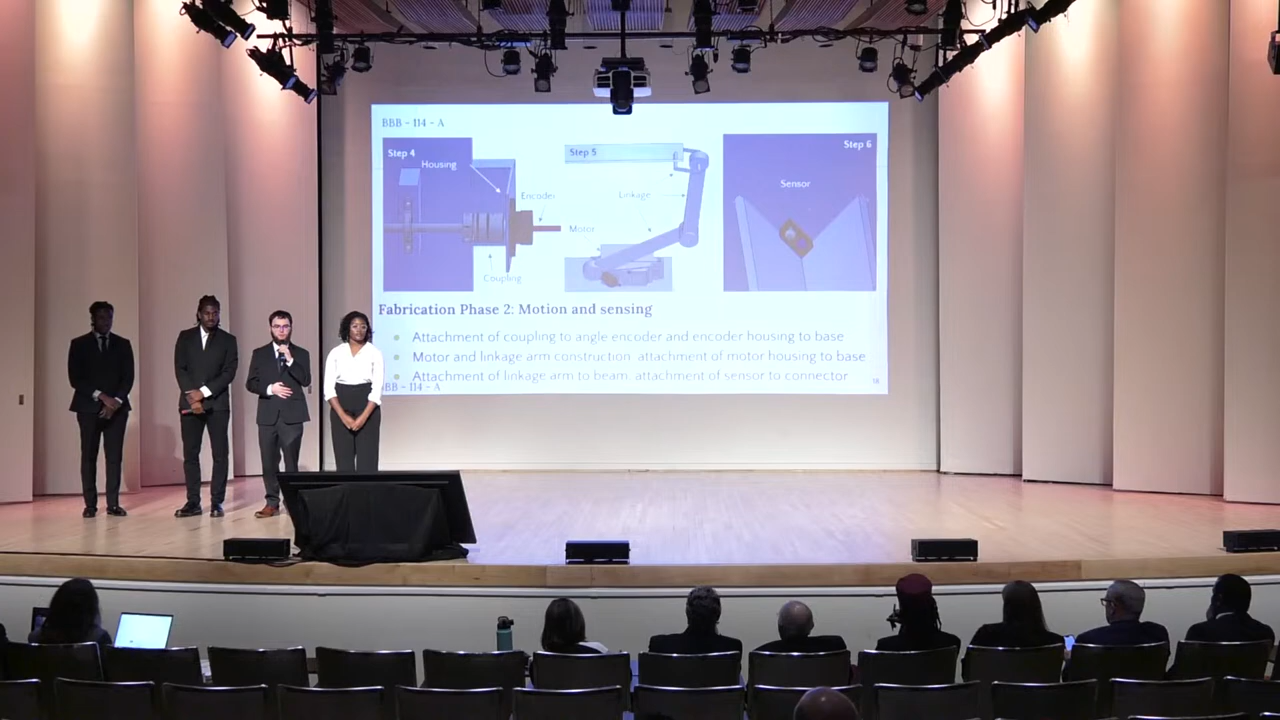 BBB - 114 - A
Step 4
Housing
Encoder
Coupling
Step 5
Linkage
Motor
Step 6
Sensor
Fabrication Phase 2: Motion and sensing
Attachment of coupling to angle encoder and encoder housing to base
Motor and linkage arm construction, attachment of motor housing to base
Attachment of linkage arm to beam, attachment of sensor to connector
BBB - 114 - A
18